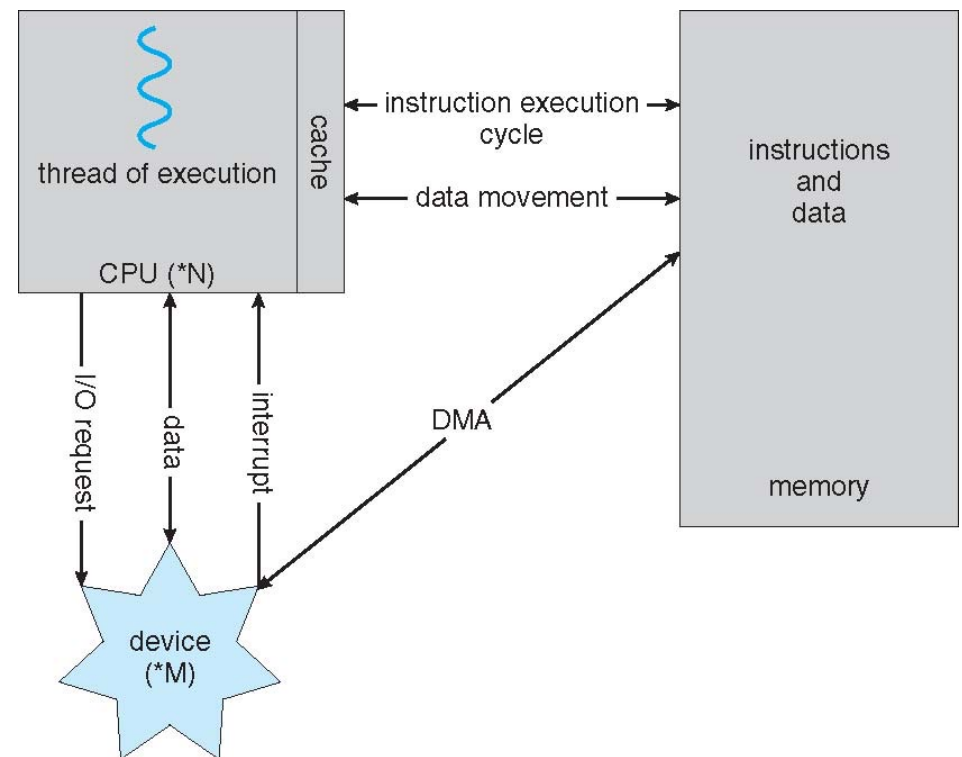 thread of execution
cache
CPU (*N)
instruction execution
cycle
data movement
instructions
and
data
memory
I/O request
data
interrupt
DMA
device
(*M)